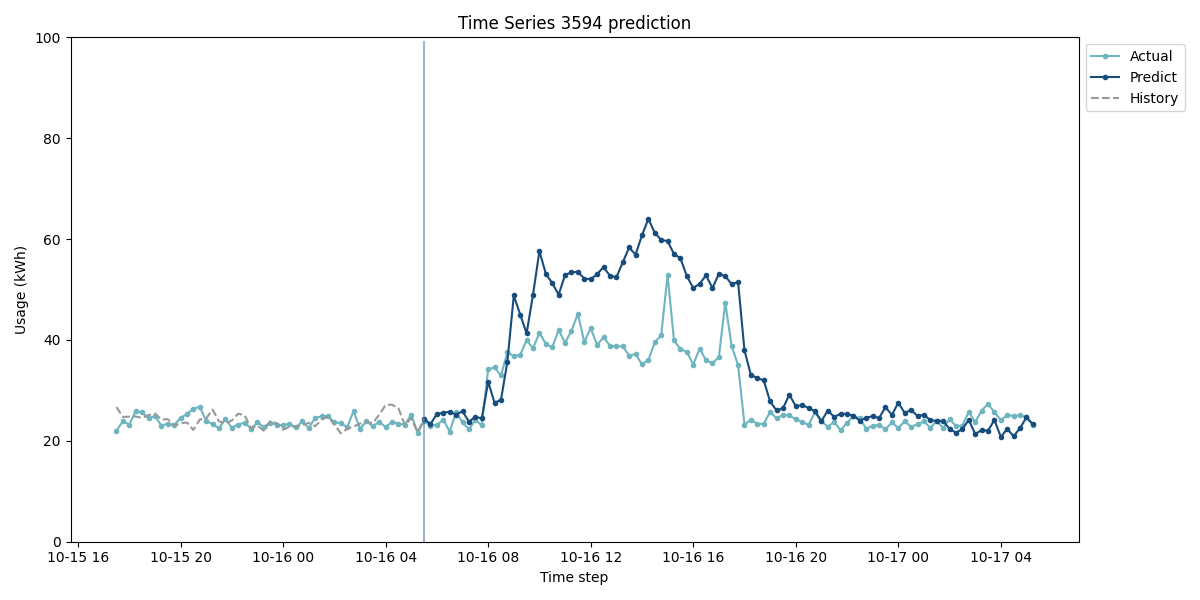 Time Series 3594 prediction
100
80
60
40
20
0
Usage (kWh)
10-15 16
10-15 20
10-16 00
10-16 04
10-16 08
10-16 12
10-16 16
10-16 20
10-17 00
10-17 04
Time step
Actual
Predict
History